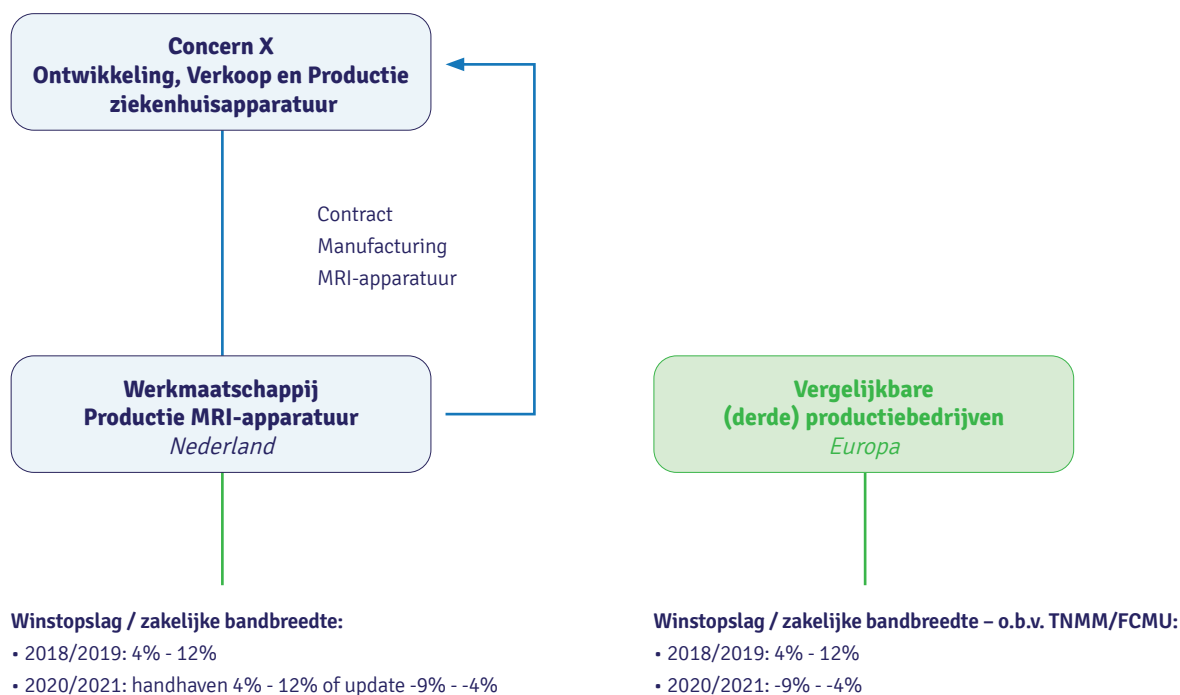 Concern X
Ontwikkeling, Verkoop en Productie
ziekenhuisapparatuur
Contract
Manufacturing
MRI-apparatuur
Werkmaatschappij
Productie MRI-apparatuur
Nederland
Vergelijkbare
(derde) productiebedrijven
Europa
Winstopslag / zakelijke bandbreedte:
• 2018/2019: 4% - 12%
• 2020/2021: handhaven 4% - 12% of update -9% - -4%
Winstopslag / zakelijke bandbreedte – o.b.v. TNMM/FCMU:
• 2018/2019: 4% - 12%
• 2020/2021: -9% - -4%